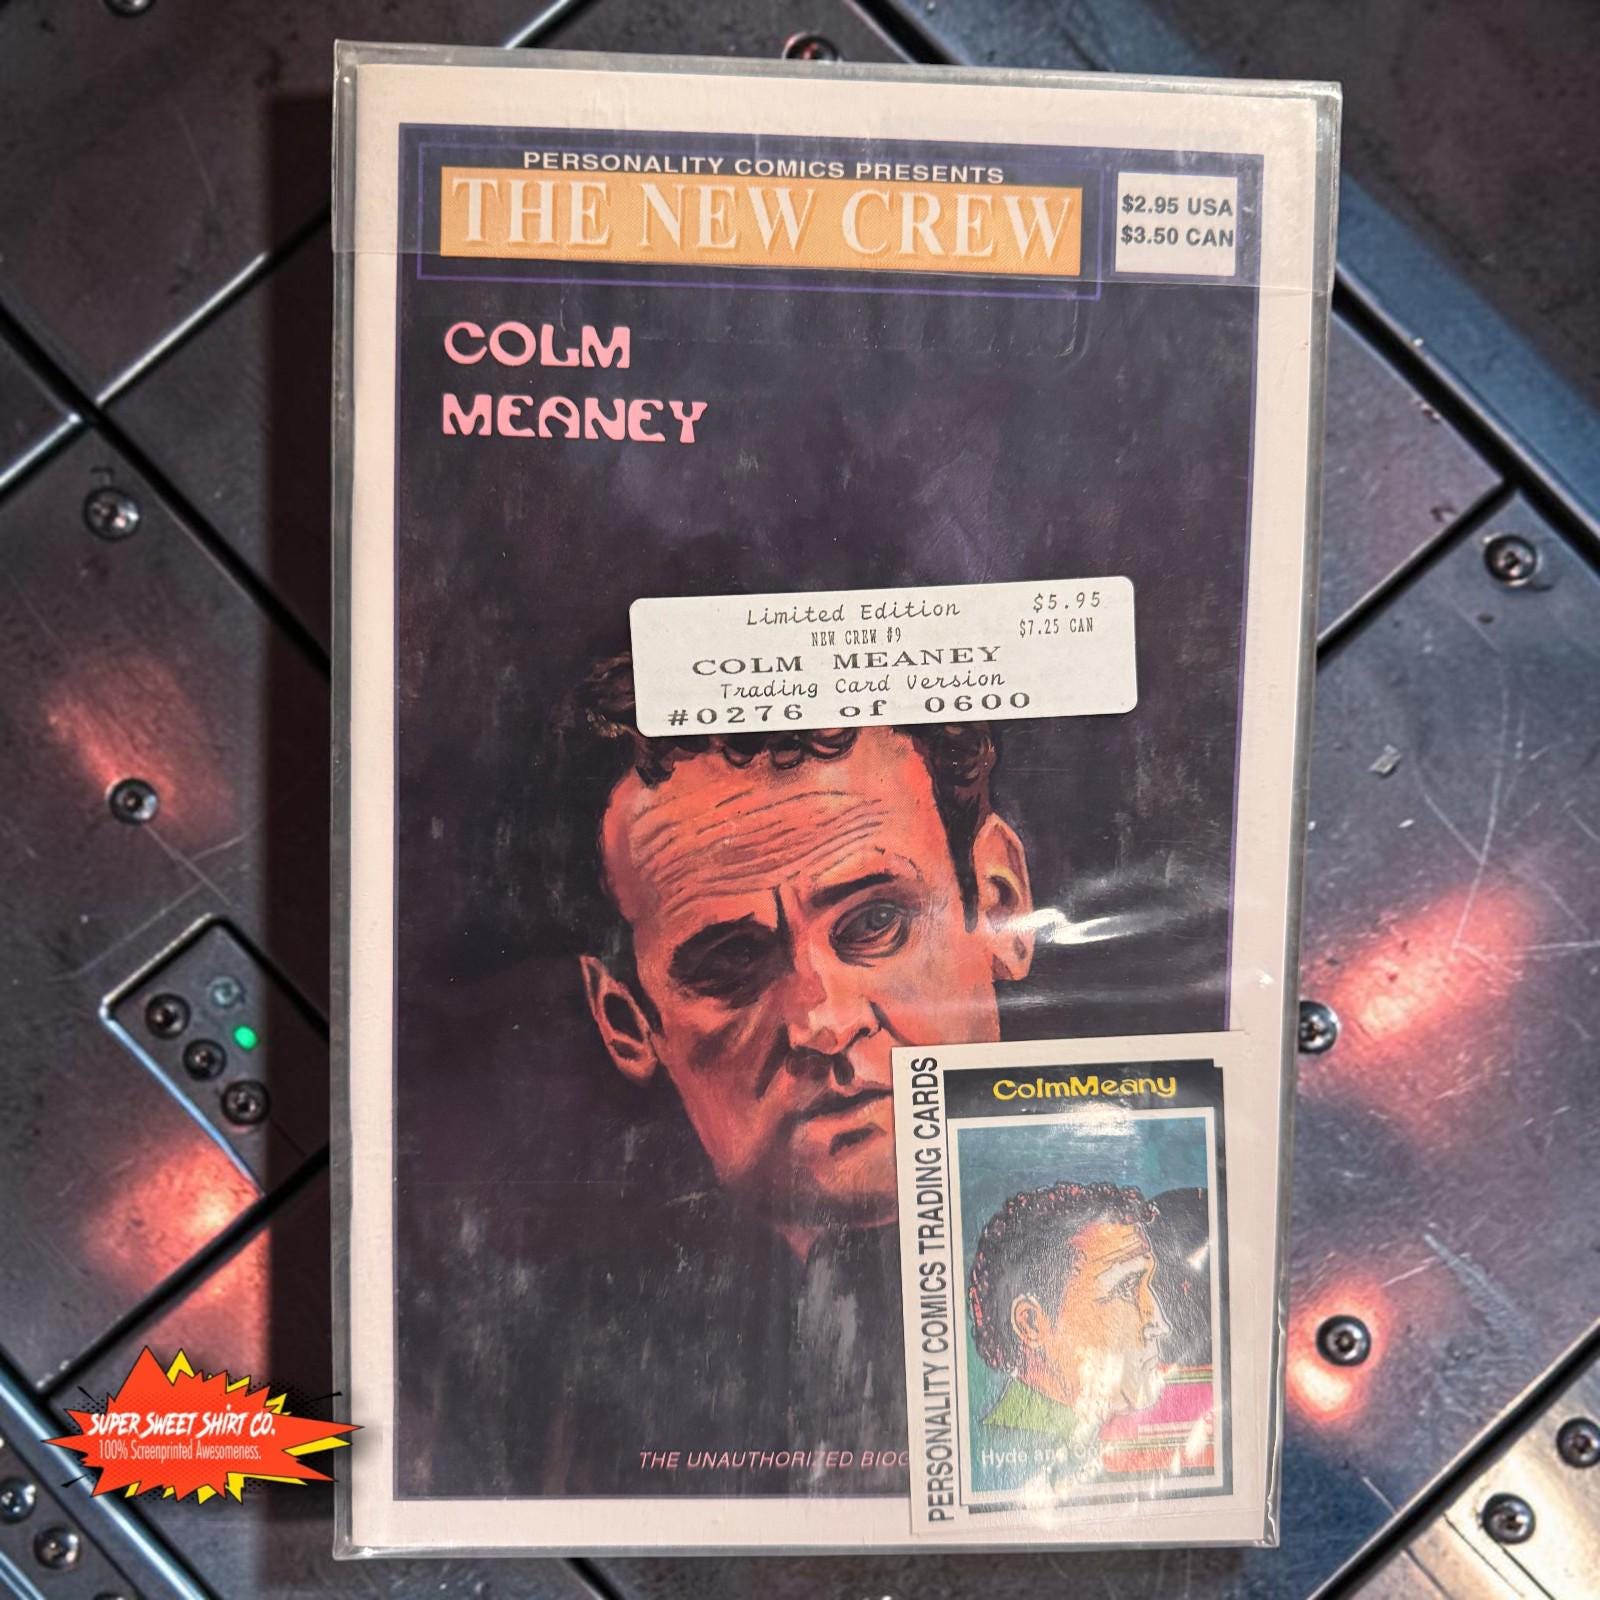 PERSONALITY COMICS PRESENTS
THE NEW CREW
$2.95 USA
$3.50 CAN
COLM
MEANEY
Limited Edition $5.95
NEW CREW #9 $7.25 CAN
COLM MEANEY
Trading Card Version
#0276 of 0600
THE UNAUTHORIZED BIOG
PERSONALITY COMICS TRADING CARDS
ColmMeany
Hyde and
SUPER SWEET SHIRT CO.
100% Screenprinted Awesomeness.